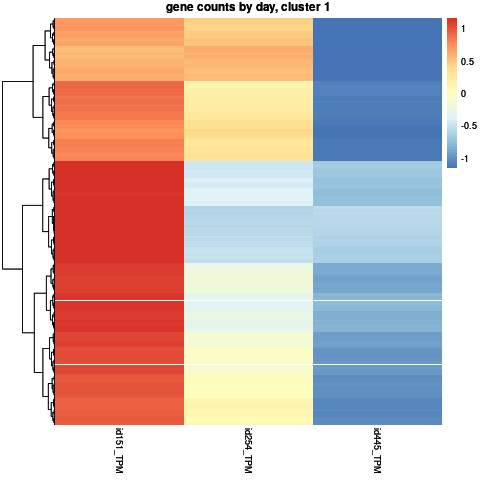 gene counts by day, cluster 1
1
0.5
0
-0.5
-1
id151_TPM
id254_TPM
id445_TPM